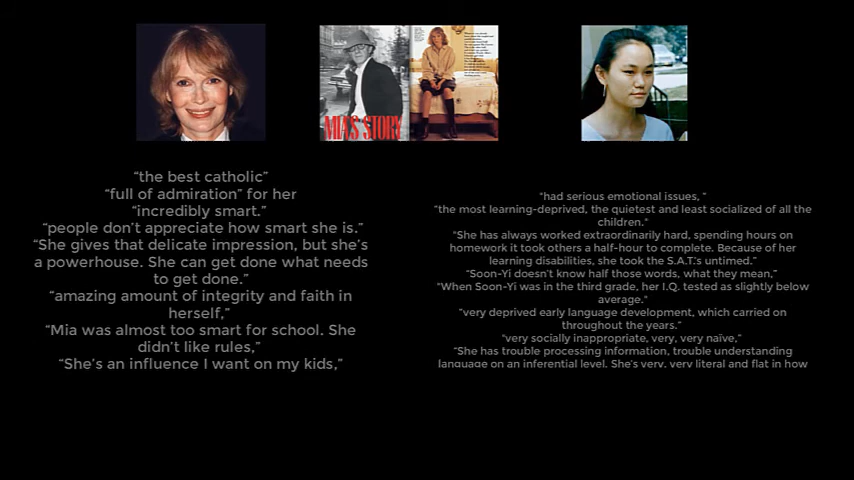 MIA'S STORY
"the best catholic"
"full of admiration" for her
"incredibly smart."
"people don't appreciate how smart she is."
"She gives that delicate impression, but she's
a powerhouse. She can get done what needs
to get done."
"amazing amount of integrity and faith in
herself,"
"Mia was almost too smart for school. She
didn't like rules,"
"She's an influence I want on my kids,"
"had serious emotional issues, "
"the most learning-deprived, the quietest and least socialized of all the
children."
"She has always worked extraordinarily hard, spending hours on
homework it took others a half-hour to complete. Because of her
learning disabilities, she took the S.A.T.'s untimed."
"Soon-Yi doesn't know half those words, what they mean,"
"When Soon-Yi was in the third grade, her I.Q. tested as slightly below
average."
"very deprived early language development, which carried on
throughout the years."
"very socially inappropriate, very, very naïve,"
"She has trouble processing information, trouble understanding
language on an inferential level. She's very, very literal and flat in how